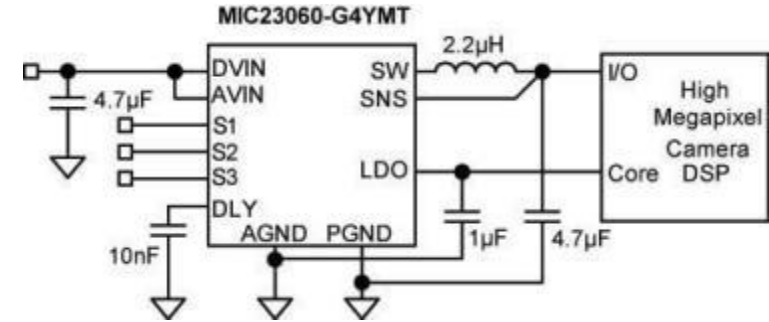 MIC23060-G4YMT
2.2µH
DVIN
SW
I/O
AVIN
SNS
High
Megapixel
Camera
DSP
4.7µF
S1
S2
S3
LDO
Core
DLY
AGND
PGND
10nF
1µF
4.7µF